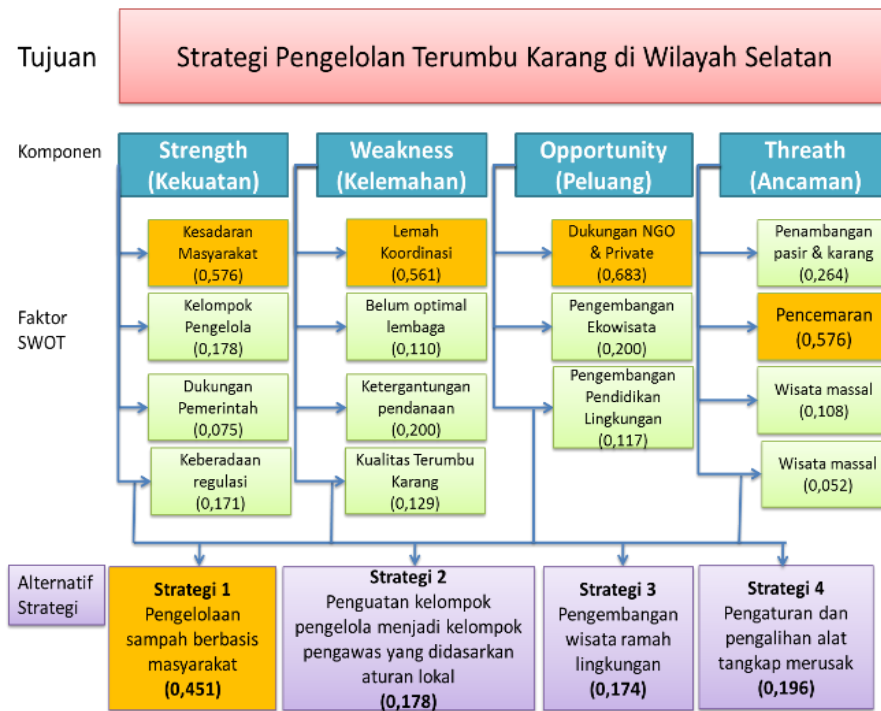 Tujuan
Strategi Pengelolan Terumbu Karang di Wilayah Selatan
Komponen
Strength
(Kekuatan)
Weakness
(Kelemahan)
Opportunity
(Peluang)
Threath
(Ancaman)
Faktor
SWOT
Kesadaran
Masyarakat
(0,576)
Kelompok
Pengelola
(0,178)
Dukungan
Pemerintah
(0,075)
Keberadaan
regulasi
(0,171)
Lemah
Koordinasi
(0,561)
Belum optimal
lembaga
(0,110)
Ketergantungan
pendanaan
(0,200)
Kualitas Terumbu
Karang
(0,129)
Dukungan NGO
& Private
(0,683)
Pengembangan
Ekowisata
(0,200)
Pengembangan
Pendidikan
Lingkungan
(0,117)
Penambangan
pasir & karang
(0,264)
Pencemaran
(0,576)
Wisata massal
(0,108)
Wisata massal
(0,052)
Alternatif
Strategi
Strategi 1
Pengelolaan
sampah berbasis
masyarakat
(0,451)
Strategi 2
Penguatan kelompok
pengelola menjadi kelompok
pengawas yang didasarkan
aturan lokal
(0,178)
Strategi 3
Pengembangan
wisata ramah
lingkungan
(0,174)
Strategi 4
Pengaturan dan
pengalihan alat
tangkap merusak
(0,196)